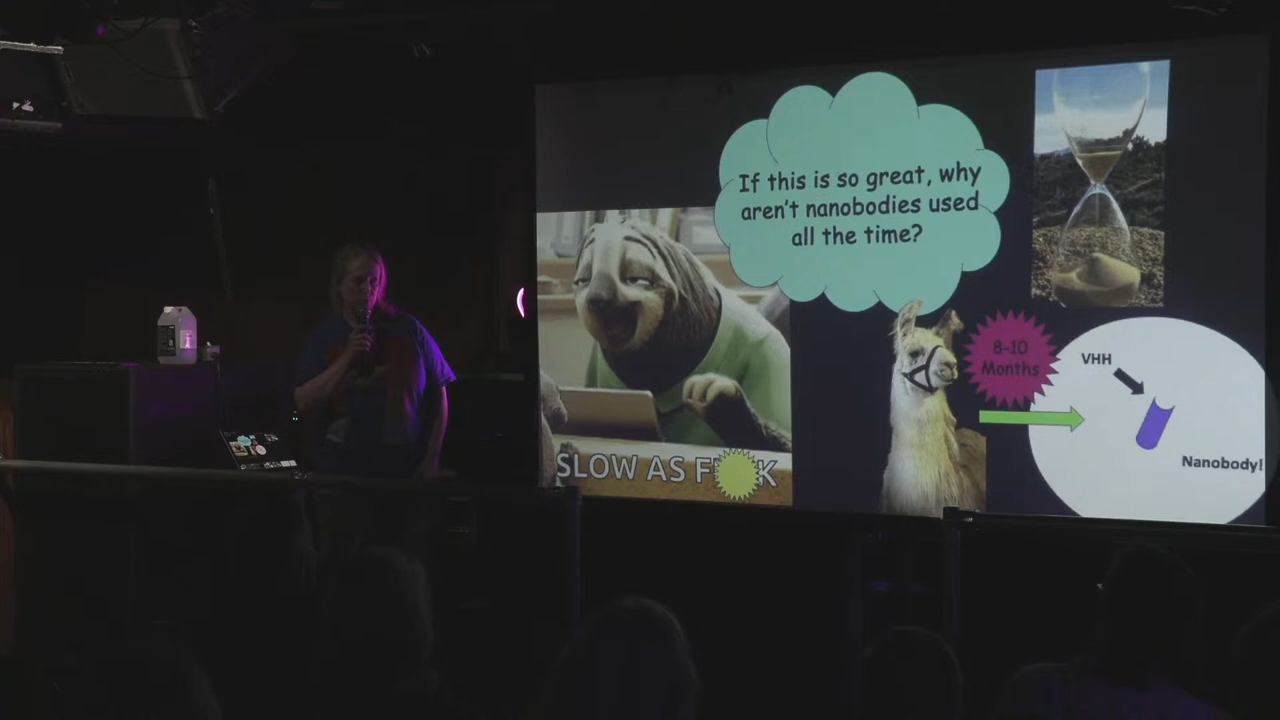 If this is so great, why
aren't nanobodies used
all the time?
8-10
Months
VHH
Nanobody!
SLOW AS F K